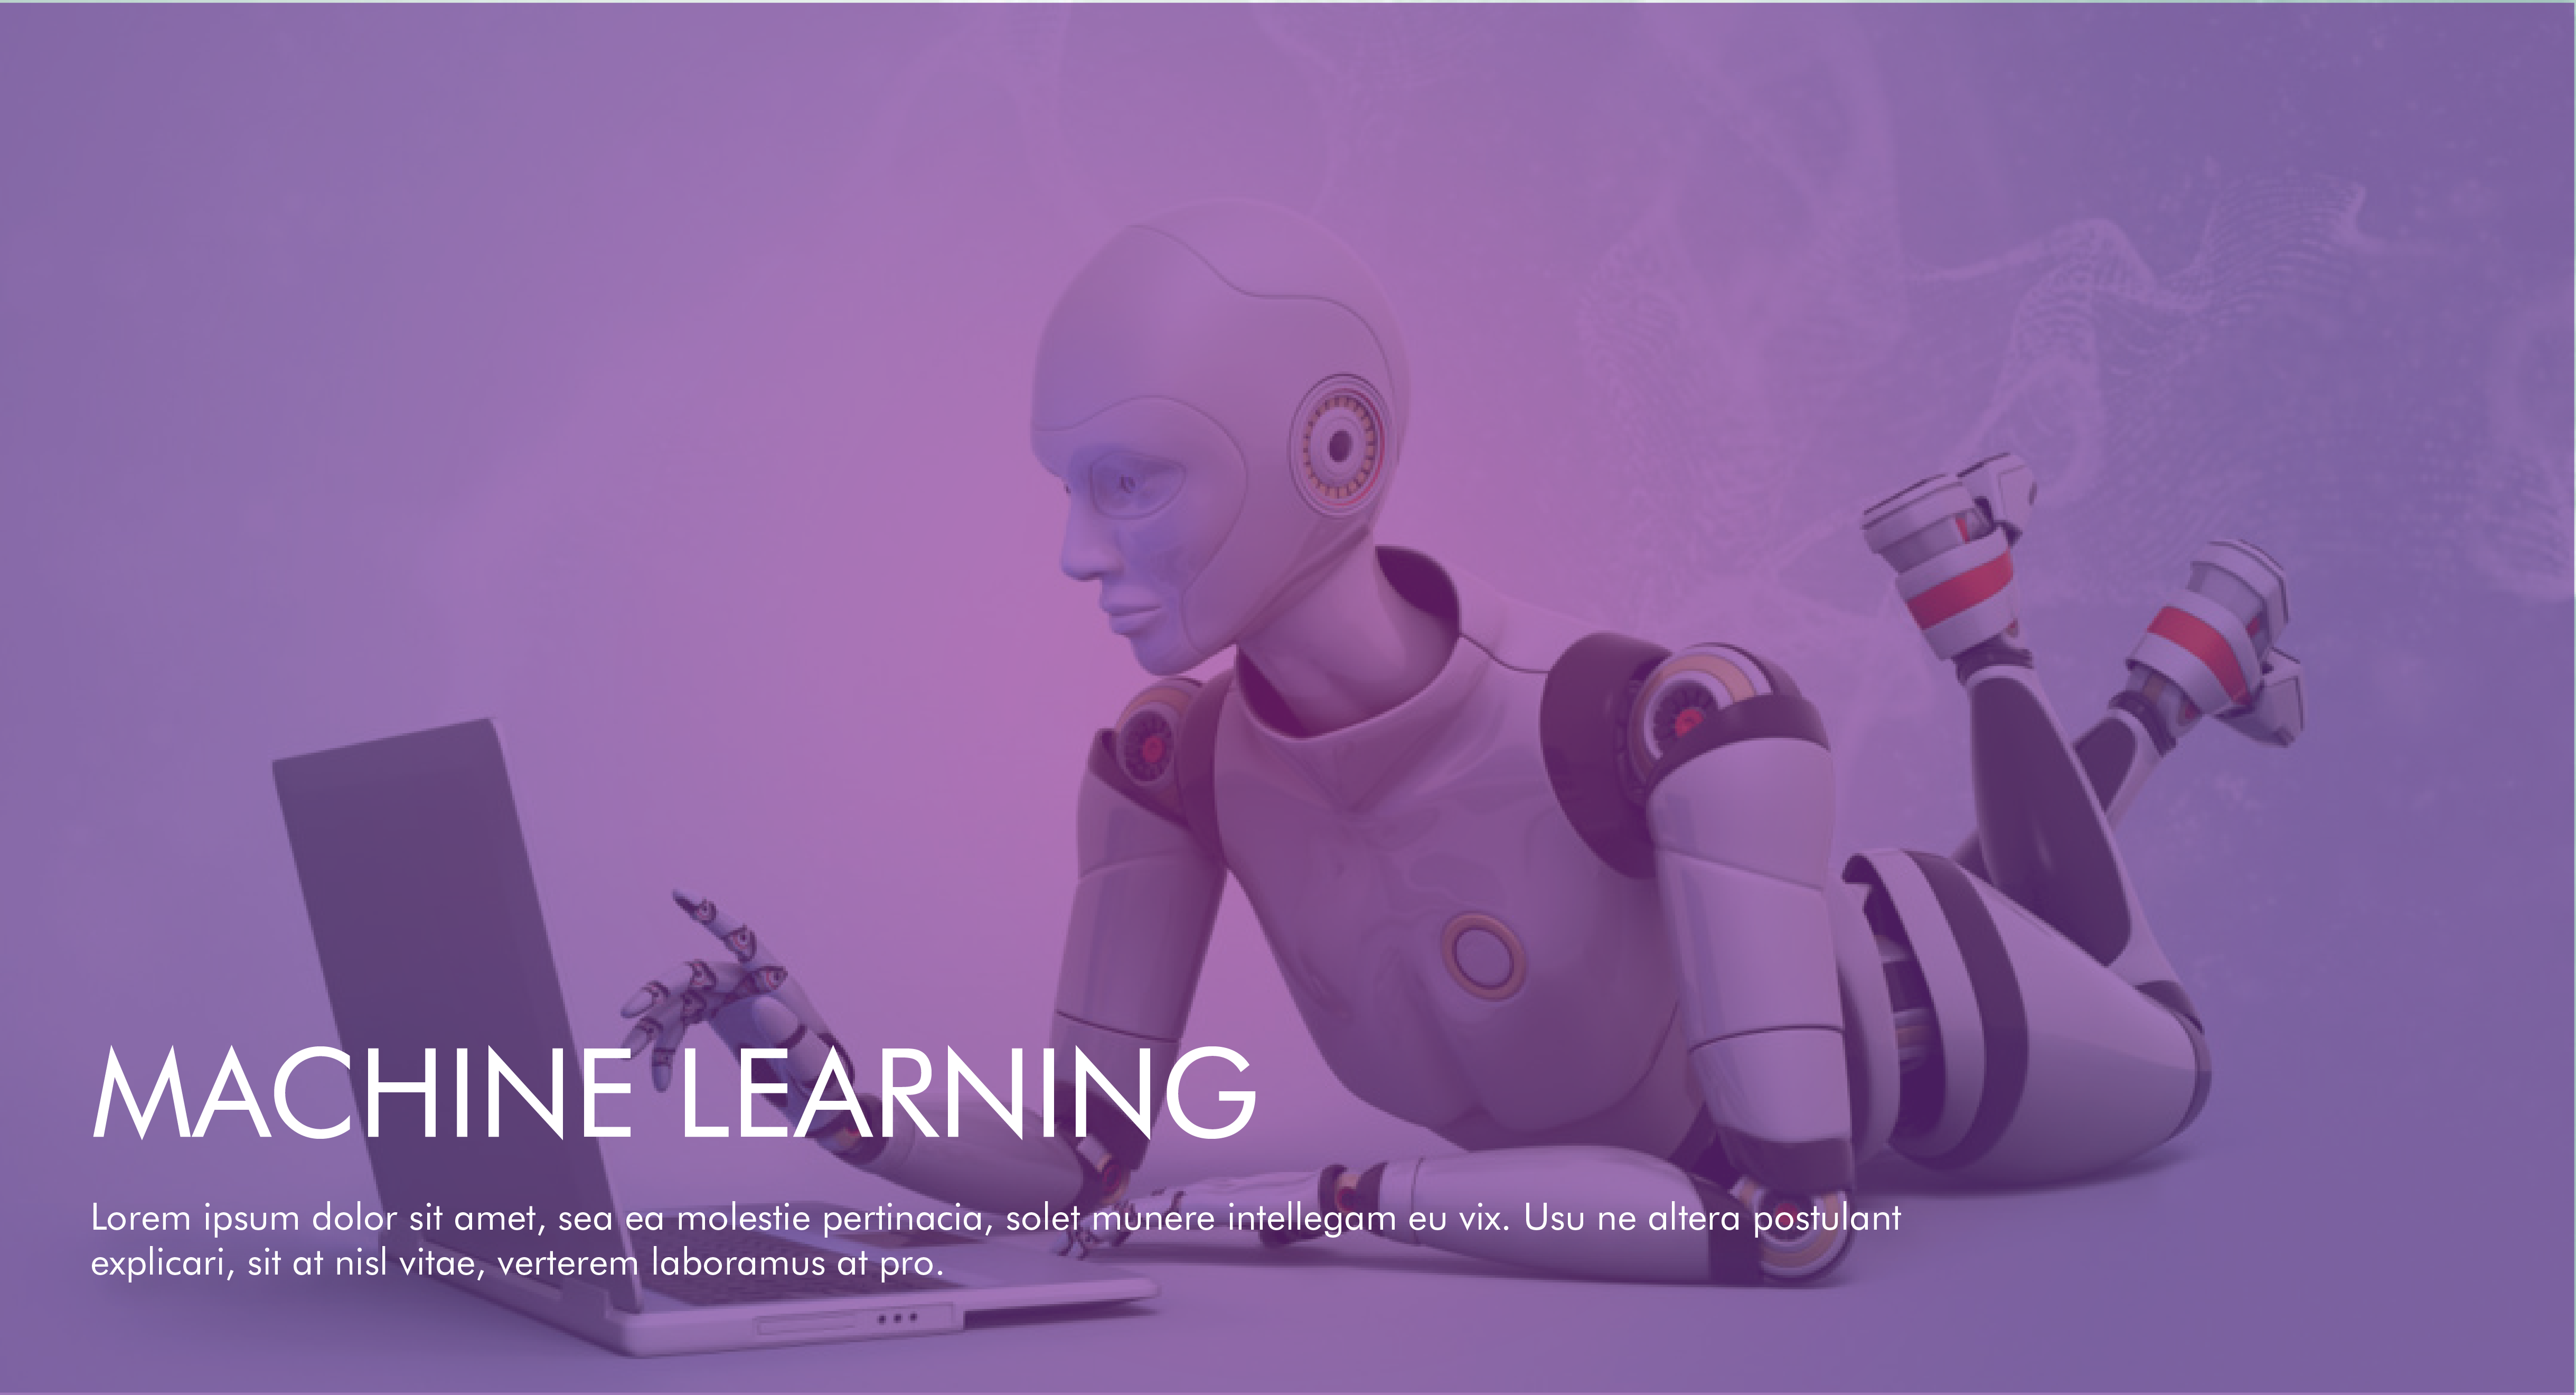 MACHINE LEARNING
Lorem ipsum dolor sit amet, sea ea molestie pertinacia, solet munere intellegam eu vix. Usu ne altera postulant
explicari, sit at nisl vitae, verterem laboramus at pro.